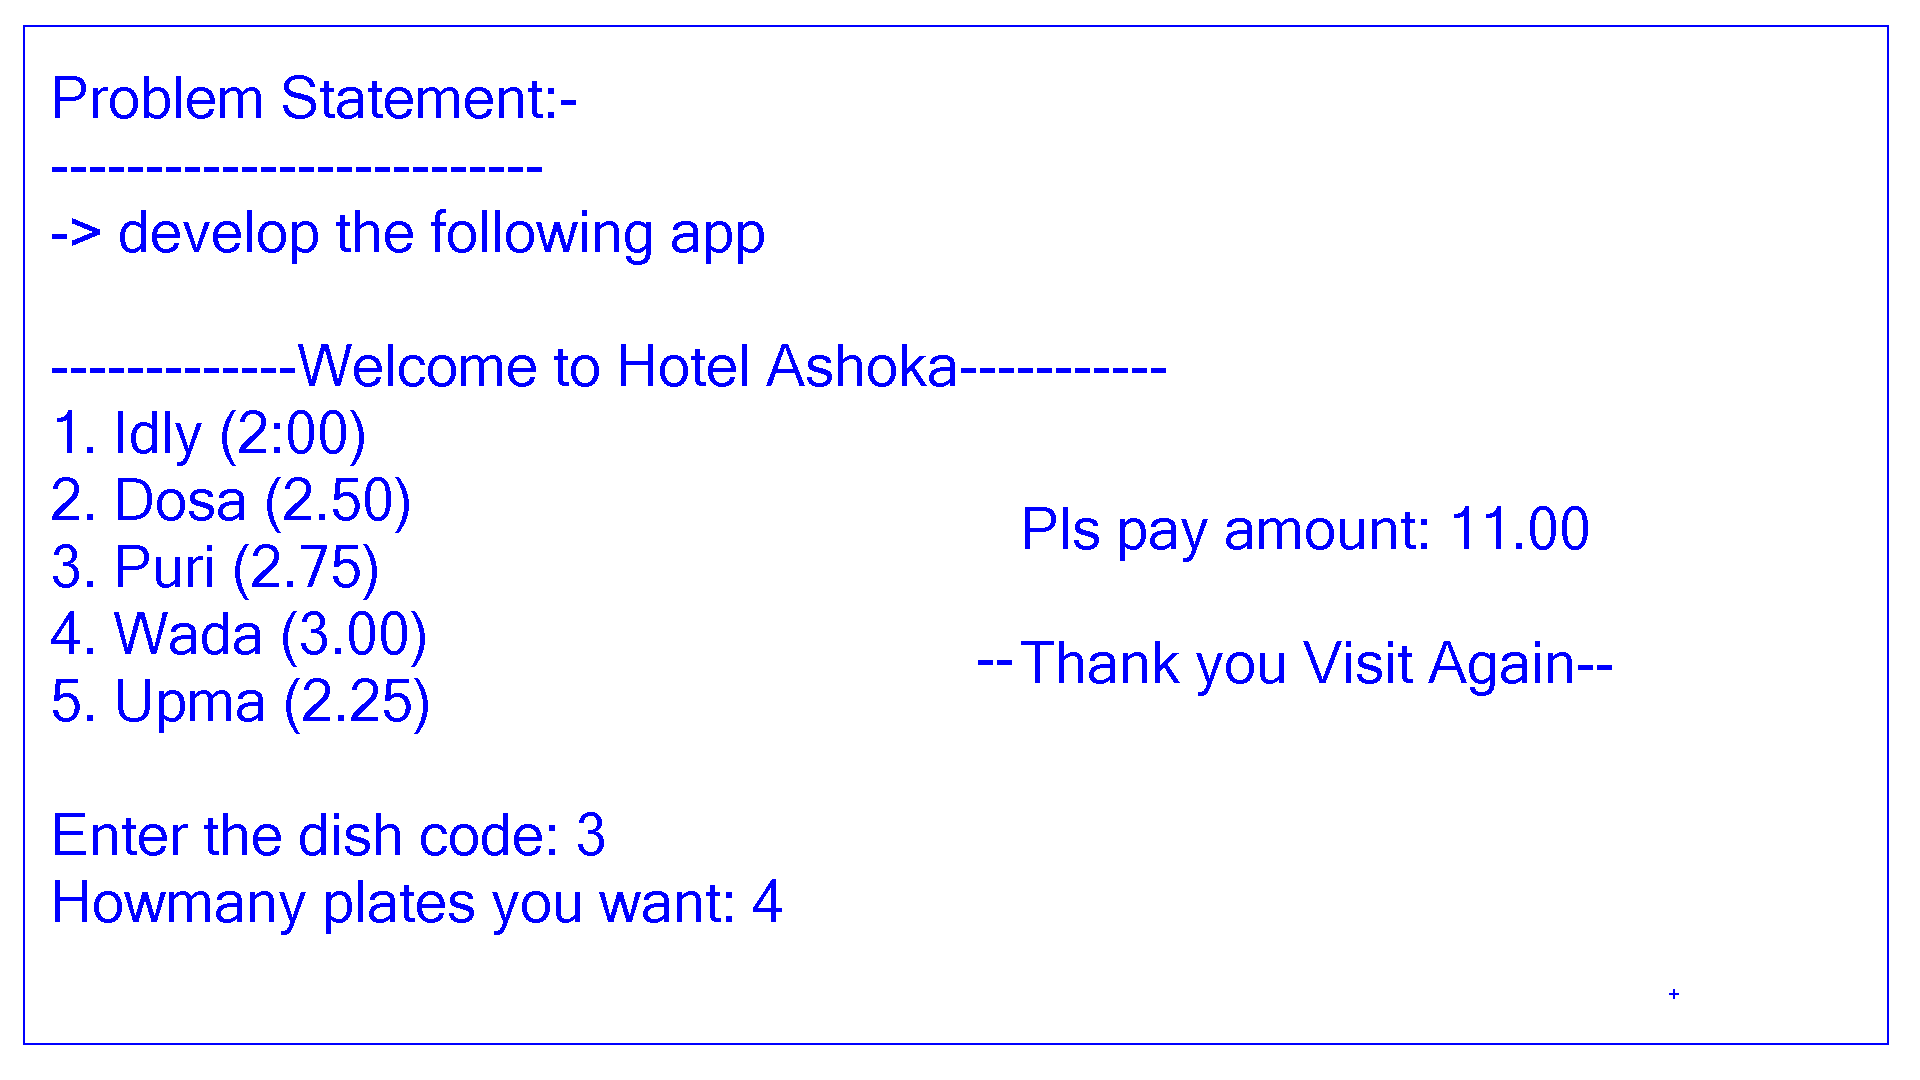 Problem Statement:-
--------------------------
-> develop the following app
-------------Welcome to Hotel Ashoka-----------
1. Idly (2:00)
2. Dosa (2.50)
3. Puri (2.75)
4. Wada (3.00)
5. Upma (2.25)
Enter the dish code: 3
Howmany plates you want: 4
Pls pay amount: 11.00
--Thank you Visit Again--